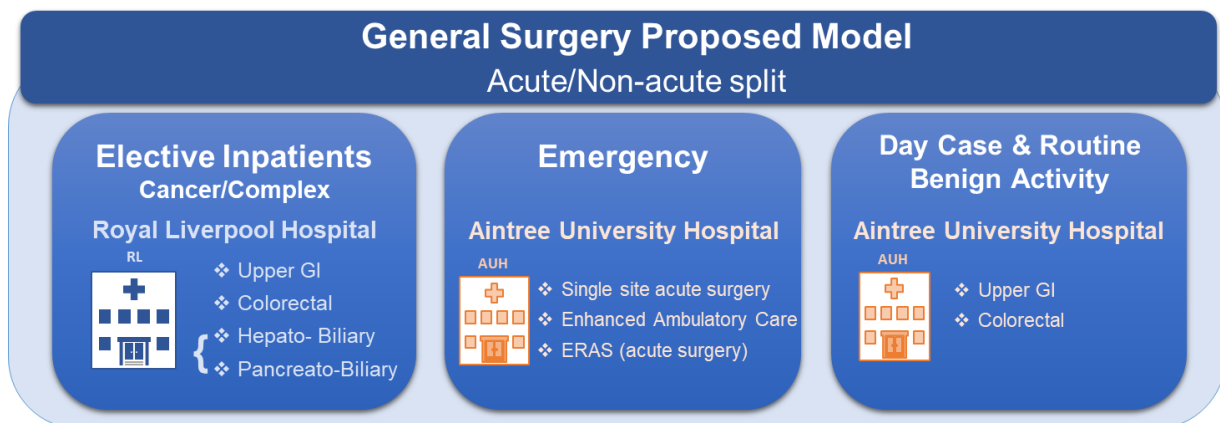 General Surgery Proposed Model
Acute/Non-acute split
Elective Inpatients
Cancer/Complex
Royal Liverpool Hospital
RL
❖ Upper GI
❖ Colorectal
{ ❖ Hepato- Biliary
❖ Pancreato-Biliary
Emergency
Aintree University Hospital
AUH
❖ Single site acute surgery
❖ Enhanced Ambulatory Care
❖ ERAS (acute surgery)
Day Case & Routine
Benign Activity
Aintree University Hospital
AUH
❖ Upper GI
❖ Colorectal